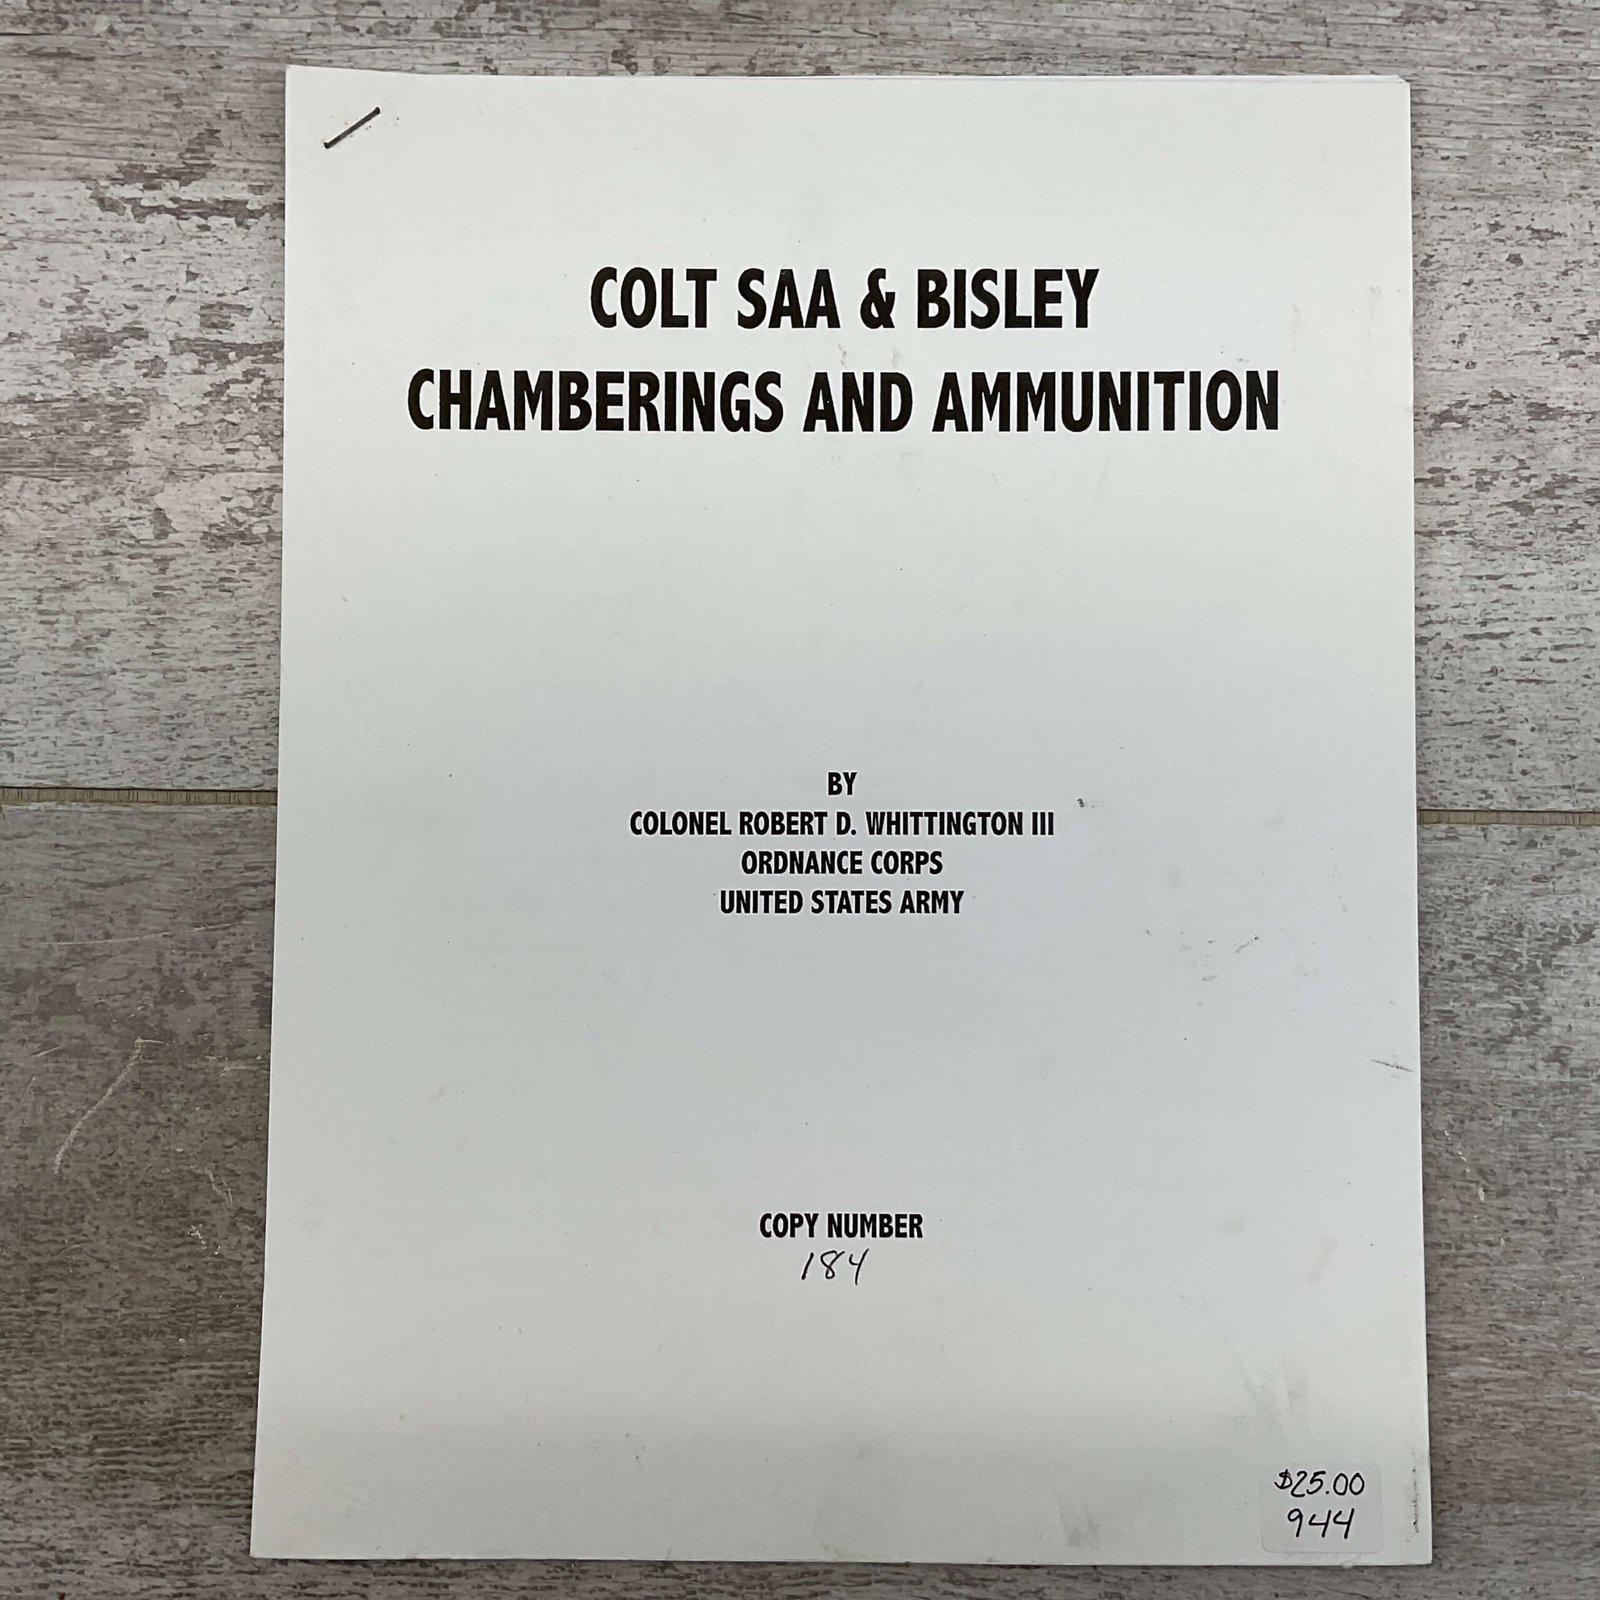 COLT SAA & BISLEY
CHAMBERINGS AND AMMUNITION
BY
COLONEL ROBERT D. WHITTINGTON III
ORDNANCE CORPS
UNITED STATES ARMY
COPY NUMBER
184
$25.00
944